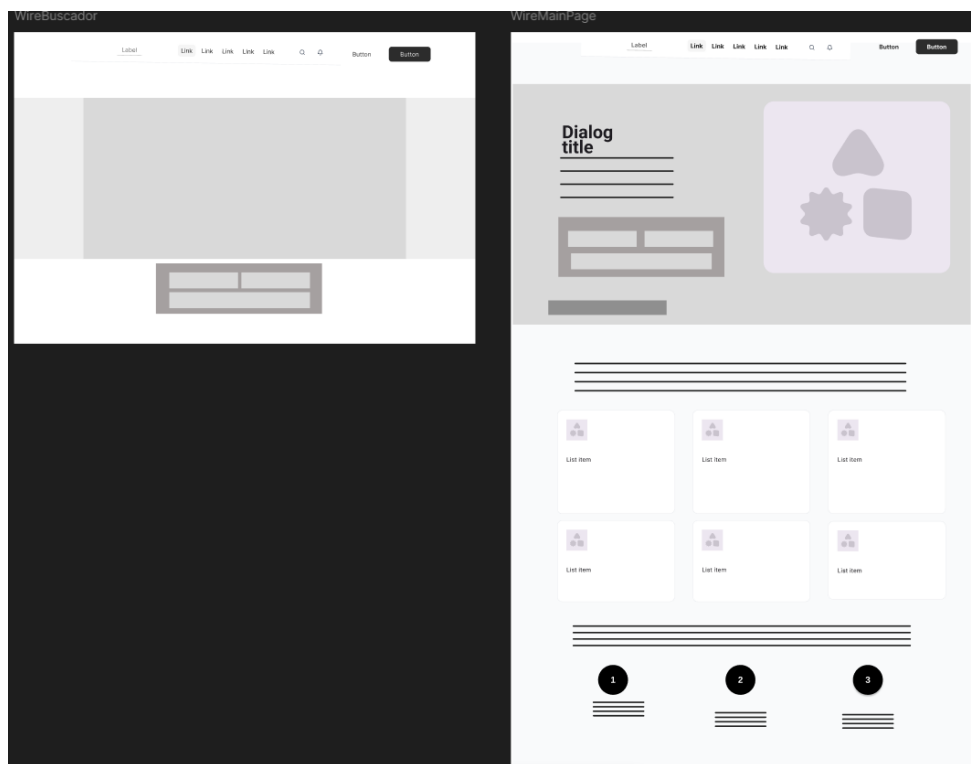 WireBuscador
Label Link Link Link Link Link Button Button
WireMainPage
Label Link Link Link Link Link Button Button
Dialog
title
List item List item List item
List item List item List item
1 2 3